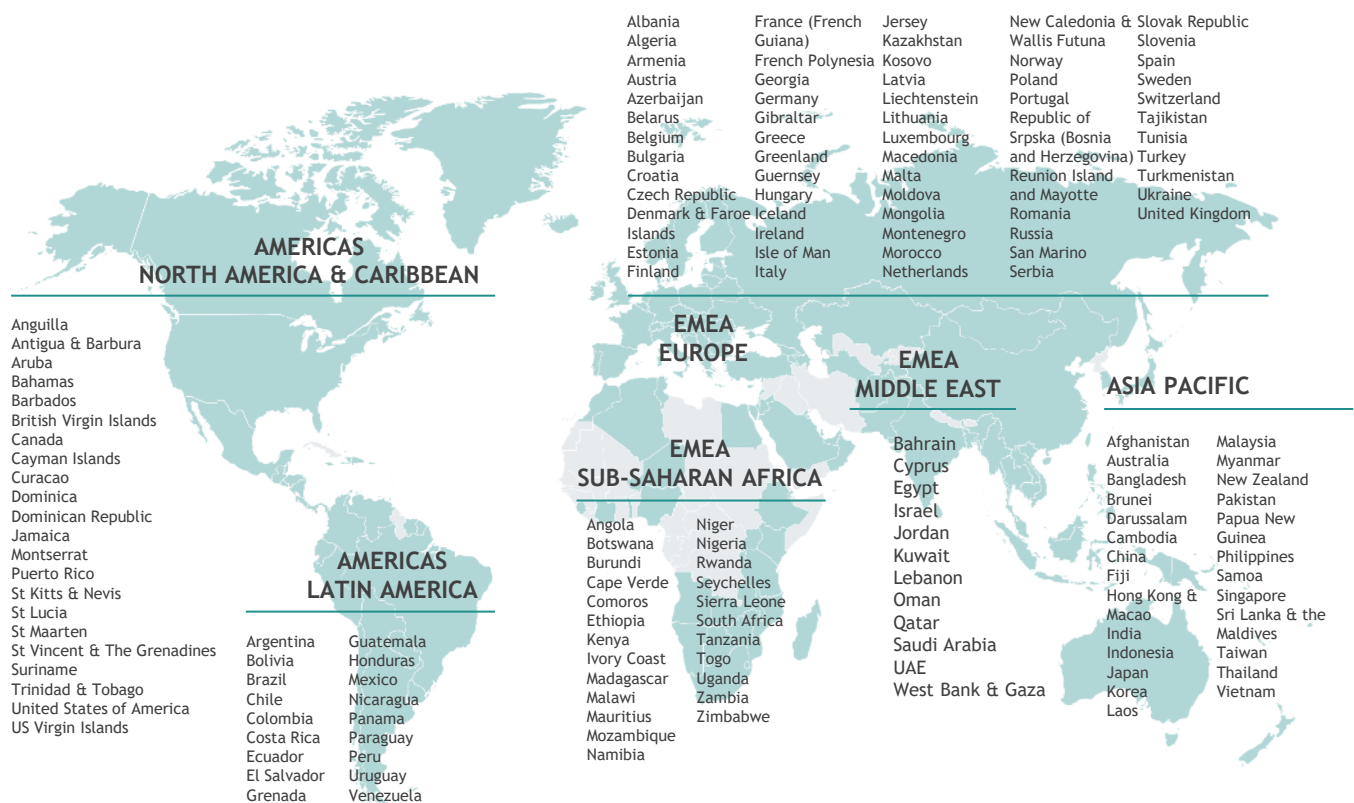 Albania
Algeria
Armenia
Austria
Azerbaijan
Belarus
Belgium
Bulgaria
Croatia
Czech Republic
Denmark & Faroe
Islands
Estonia
Finland
France (French
Guiana)
French Polynesia
Georgia
Germany
Gibraltar
Greece
Greenland
Guernsey
Hungary
Iceland
Ireland
Isle of Man
Italy
Jersey
Kazakhstan
Kosovo
Latvia
Liechtenstein
Lithuania
Luxembourg
Macedonia
Malta
Moldova
Mongolia
Montenegro
Morocco
Netherlands
New Caledonia &
Wallis Futuna
Norway
Poland
Portugal
Republic of
Srpska (Bosnia
and Herzegovina)
Reunion Island
and Mayotte
Romania
Russia
San Marino
Serbia
Slovak Republic
Slovenia
Spain
Sweden
Switzerland
Tajikistan
Tunisia
Turkey
Turkmenistan
Ukraine
United Kingdom
AMERICAS
NORTH AMERICA & CARIBBEAN
Anguilla
Antigua & Barbura
Aruba
Bahamas
Barbados
British Virgin Islands
Canada
Cayman Islands
Curacao
Dominica
Dominican Republic
Jamaica
Montserrat
Puerto Rico
St Kitts & Nevis
St Lucia
St Maarten
St Vincent & The Grenadines
Suriname
Trinidad & Tobago
United States of America
US Virgin Islands
AMERICAS
LATIN AMERICA
Argentina
Bolivia
Brazil
Chile
Colombia
Costa Rica
Ecuador
El Salvador
Grenada
Guatemala
Honduras
Mexico
Nicaragua
Panama
Paraguay
Peru
Uruguay
Venezuela
EMEA
EUROPE
EMEA
SUB-SAHARAN AFRICA
Angola
Botswana
Burundi
Cape Verde
Comoros
Ethiopia
Kenya
Ivory Coast
Madagascar
Malawi
Mauritius
Mozambique
Namibia
Niger
Nigeria
Rwanda
Seychelles
Sierra Leone
South Africa
Tanzania
Togo
Uganda
Zambia
Zimbabwe
EMEA
MIDDLE EAST
Bahrain
Cyprus
Egypt
Israel
Jordan
Kuwait
Lebanon
Oman
Qatar
Saudi Arabia
UAE
West Bank & Gaza
ASIA PACIFIC
Afghanistan
Australia
Bangladesh
Brunei
Darussalam
Cambodia
China
Fiji
Hong Kong &
Macao
India
Indonesia
Japan
Korea
Laos
Malaysia
Myanmar
New Zealand
Pakistan
Papua New
Guinea
Philippines
Samoa
Singapore
Sri Lanka & the
Maldives
Taiwan
Thailand
Vietnam